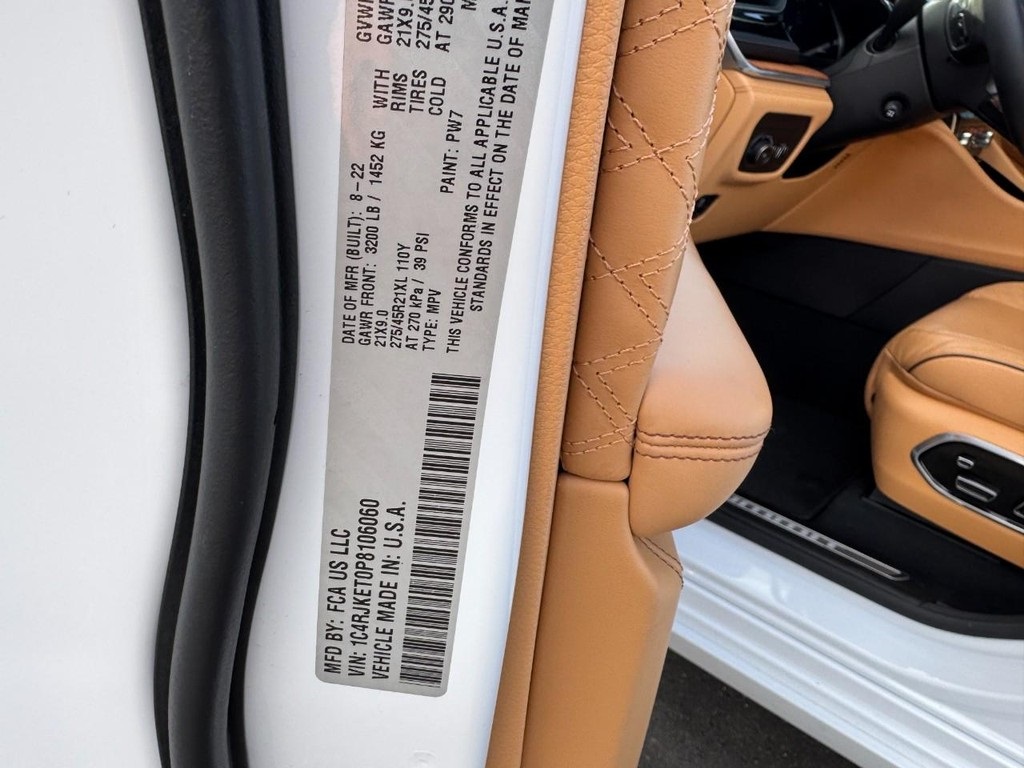 MFD BY: FCA US LLC
VIN: 1C4RJKET0P8106060
VEHICLE MADE IN: U.S.A.
DATE OF MFR (BUILT): 8-22
GAWR FRONT: 3200 LB / 1452 KG WITH
21X9.0 RIMS
275/45R21XL 110Y TIRES
AT 270 kPa / 39 PSI COLD
TYPE: MPV PAINT: PW7
THIS VEHICLE CONFORMS TO ALL APPLICABLE U.S.A.
STANDARDS IN EFFECT ON THE DATE OF MAN
GVW
GAWR
21X9.
275/45
AT 290